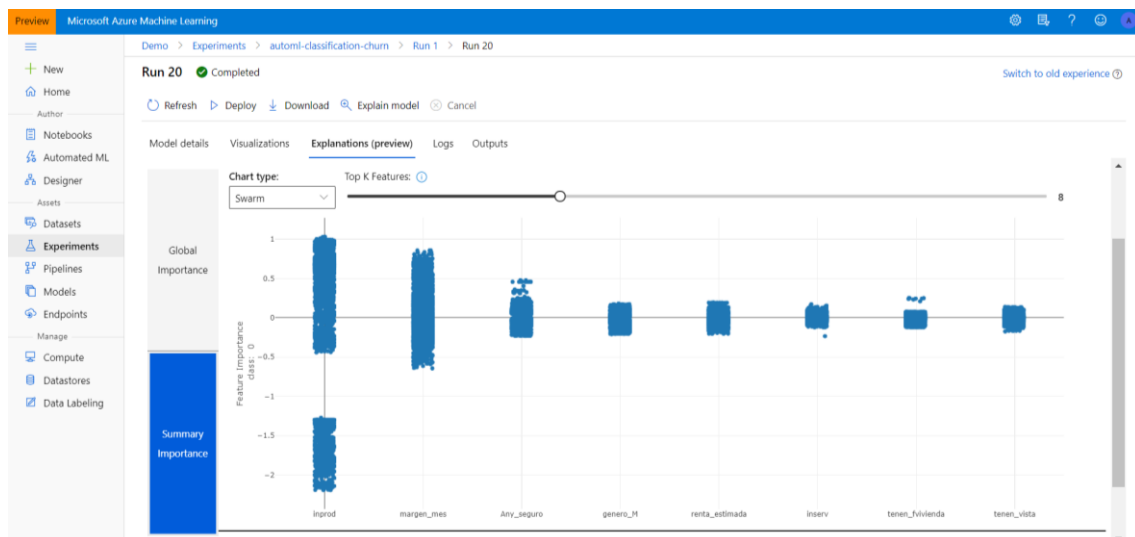 Preview Microsoft Azure Machine Learning
A
Demo > Experiments > automl-classification-churn > Run 1 > Run 20
New
Run 20 Completed
Switch to old experience
Home
Refresh Deploy Download Explain model Cancel
Author
Notebooks
Automated ML
Designer
Model details Visualizations Explanations (preview) Logs Outputs
Assets
Datasets
Experiments
Pipelines
Models
Endpoints
Manage
Compute
Datastores
Data Labeling
Chart type: Top K Features:
Swarm
8
Global
Importance
Summary
Importance
Feature Importance
class: 0
1
0.5
0
−0.5
−1
−1.5
−2
inprod margen_mes Any_seguro genero_M renta_estimada inserv tenen_fvivienda tenen_vista